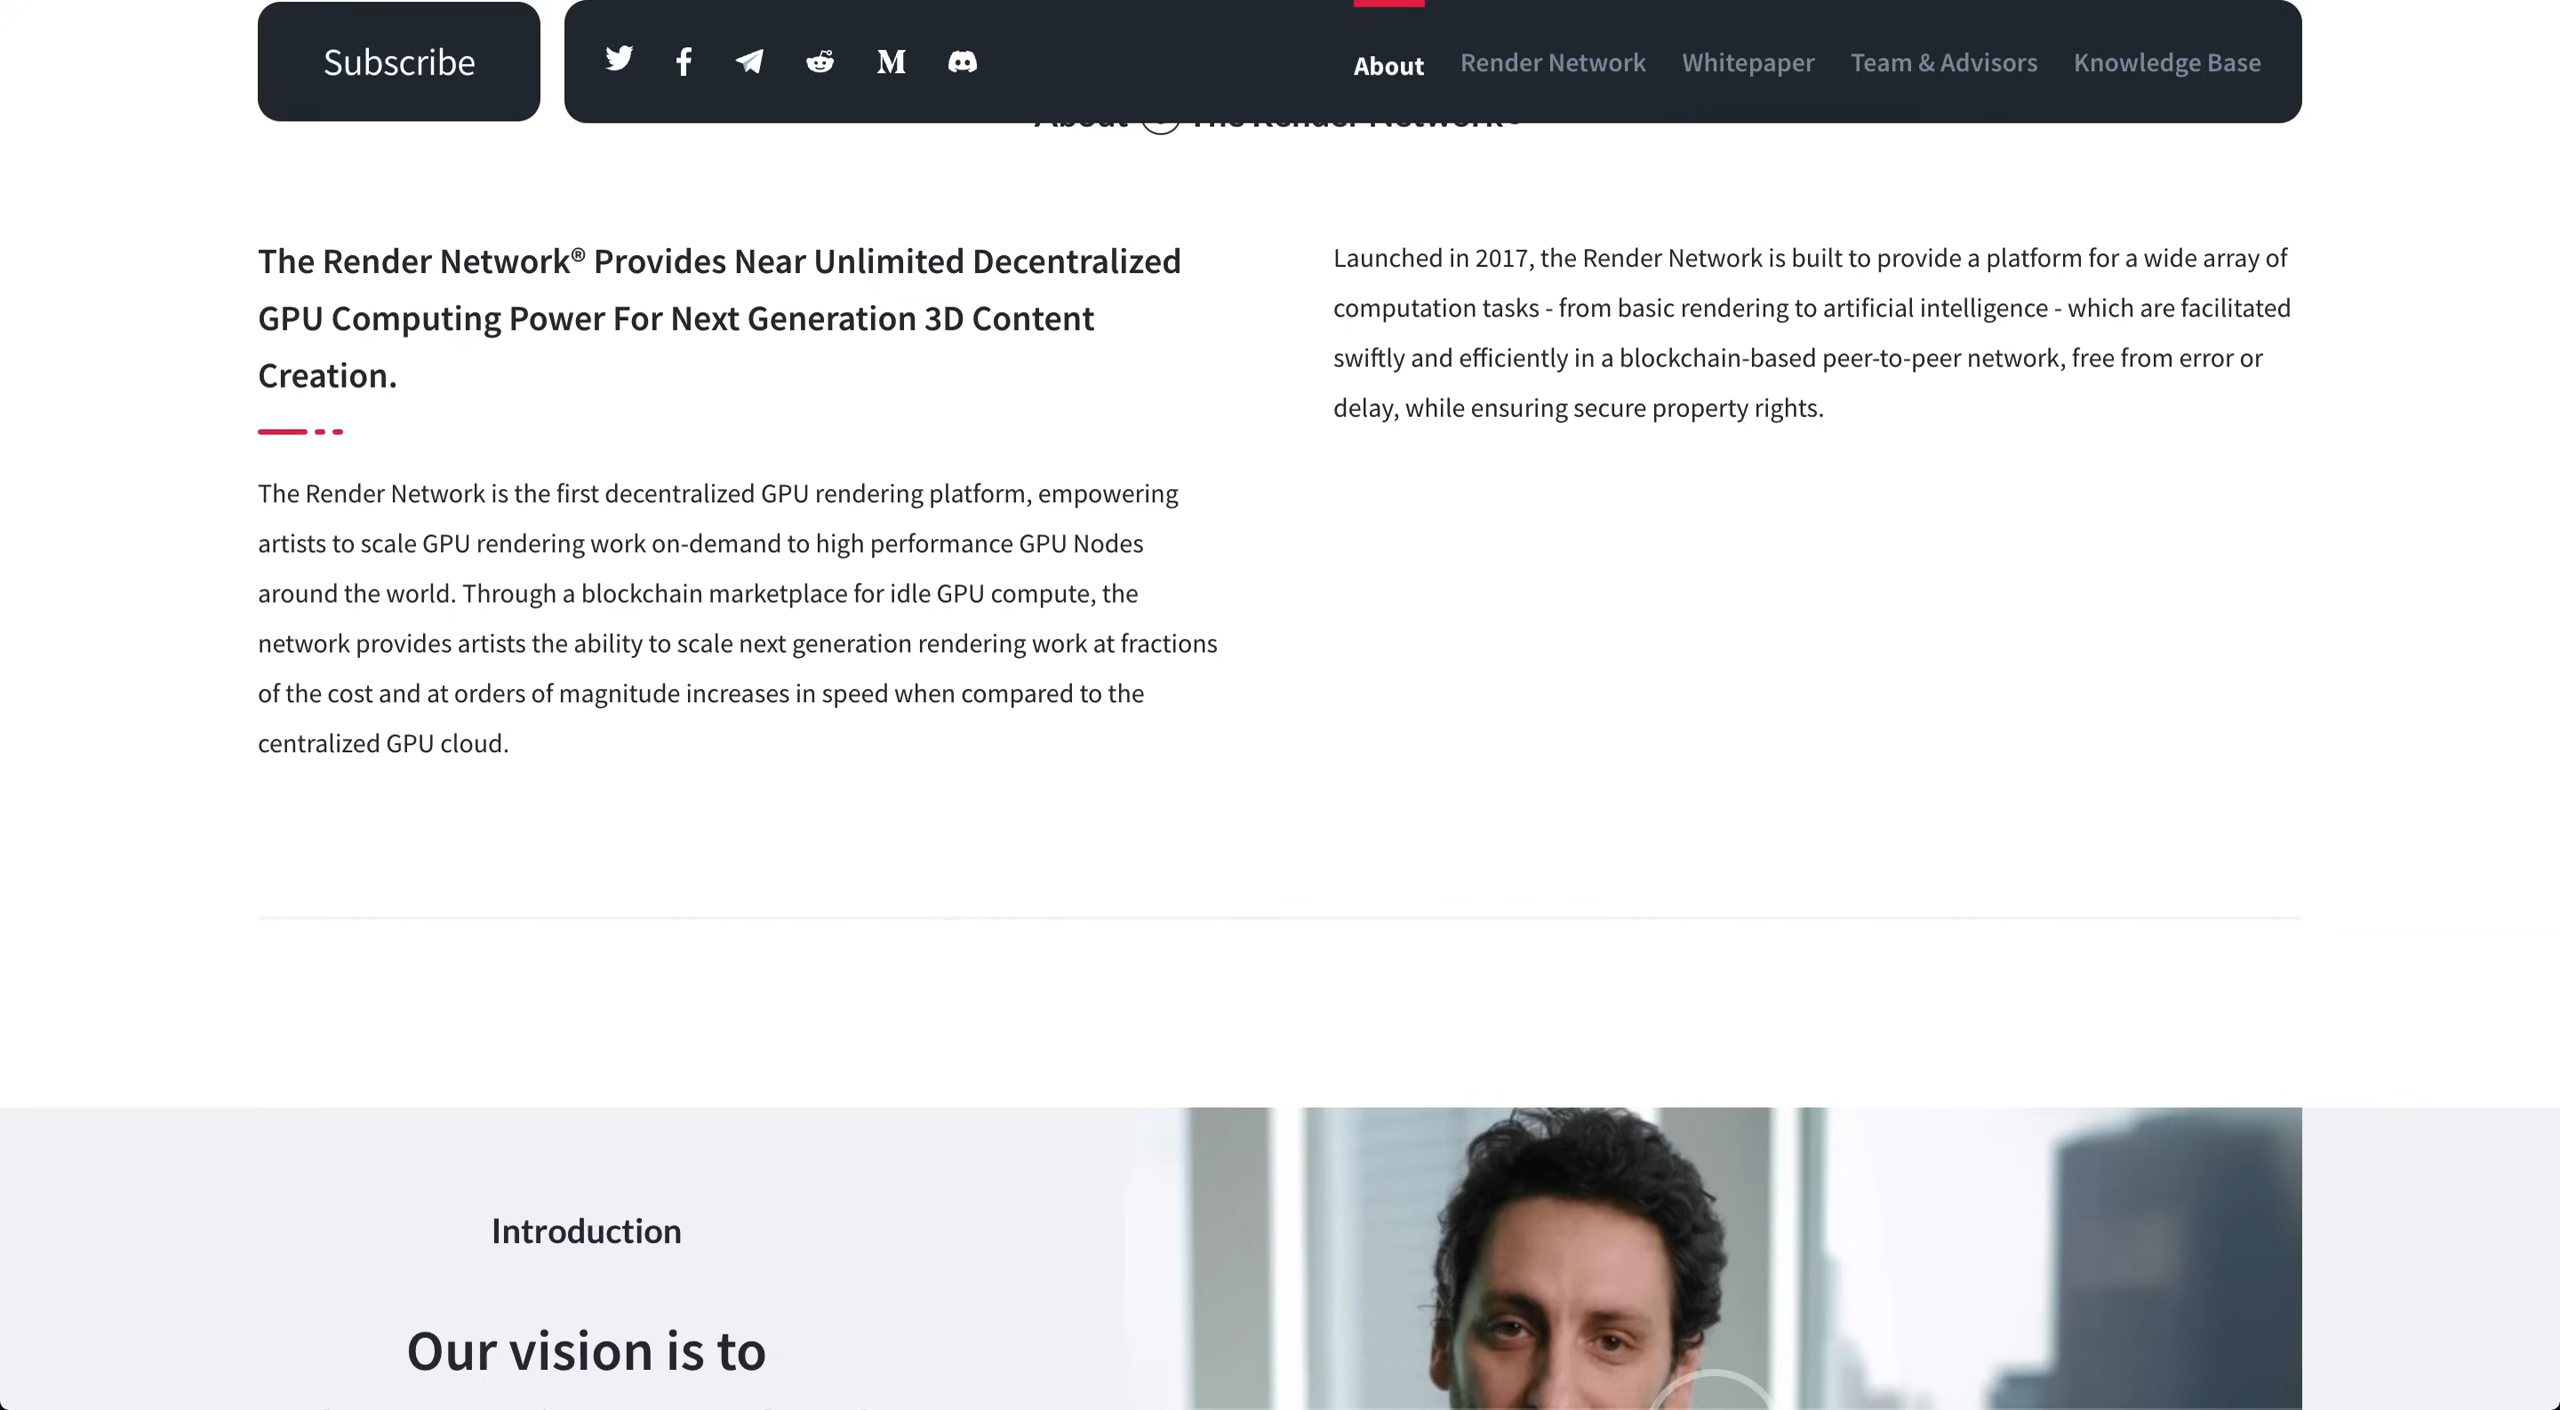 Subscribe
About
Render Network
Whitepaper
Team & Advisors
Knowledge Base
The Render Network® Provides Near Unlimited Decentralized
GPU Computing Power For Next Generation 3D Content
Creation.
The Render Network is the first decentralized GPU rendering platform, empowering
artists to scale GPU rendering work on-demand to high performance GPU Nodes
around the world. Through a blockchain marketplace for idle GPU compute, the
network provides artists the ability to scale next generation rendering work at fractions
of the cost and at orders of magnitude increases in speed when compared to the
centralized GPU cloud.
Launched in 2017, the Render Network is built to provide a platform for a wide array of
computation tasks - from basic rendering to artificial intelligence - which are facilitated
swiftly and efficiently in a blockchain-based peer-to-peer network, free from error or
delay, while ensuring secure property rights.
Introduction
Our vision is to